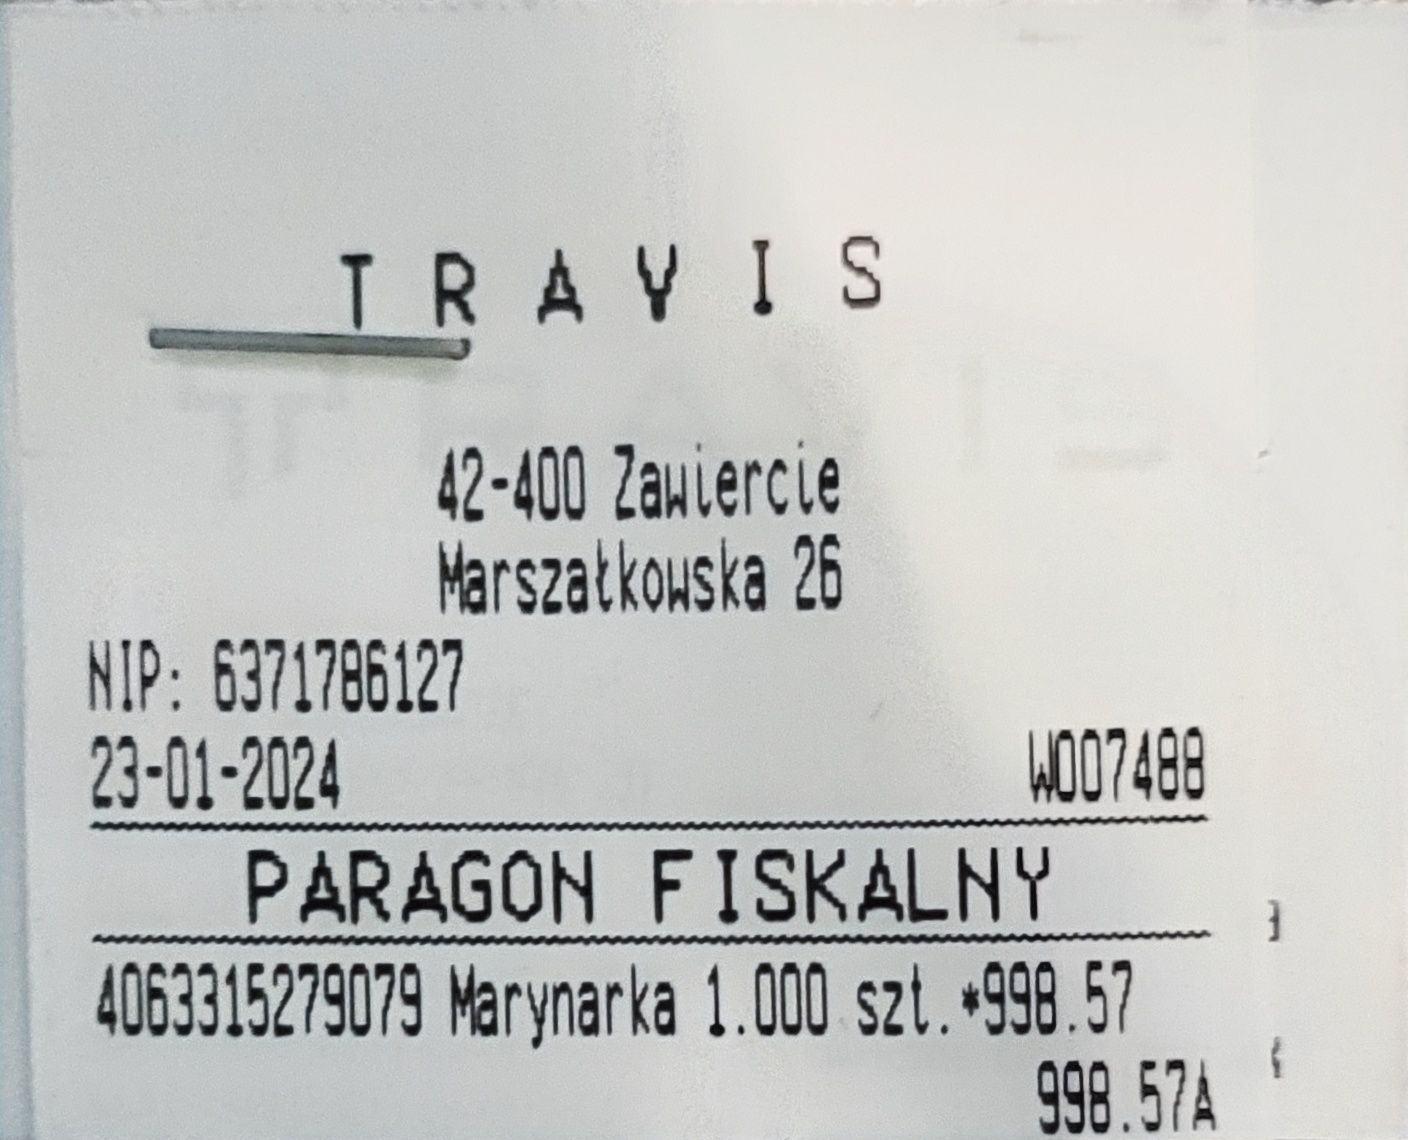 TRAVIS
42-400 Zawiercie
Marszałkowska 26
NIP: 6371786127
23-01-2024 W007488
PARAGON FISKALNY
4063315279079 Marynarka 1.000 szt.*998.57
998.57A